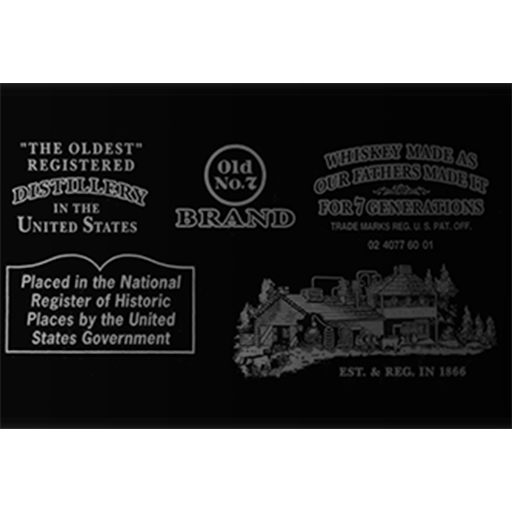 "THE OLDEST"
REGISTERED
DISTILLERY
IN THE
UNITED STATES
Old
No.7
BRAND
WHISKEY MADE AS
OUR FATHERS MADE IT
FOR 7 GENERATIONS
TRADE MARKS REG. U. S. PAT. OFF.
02 4077 60 01
Placed in the National
Register of Historic
Places by the United
States Government
EST. & REG. IN 1866